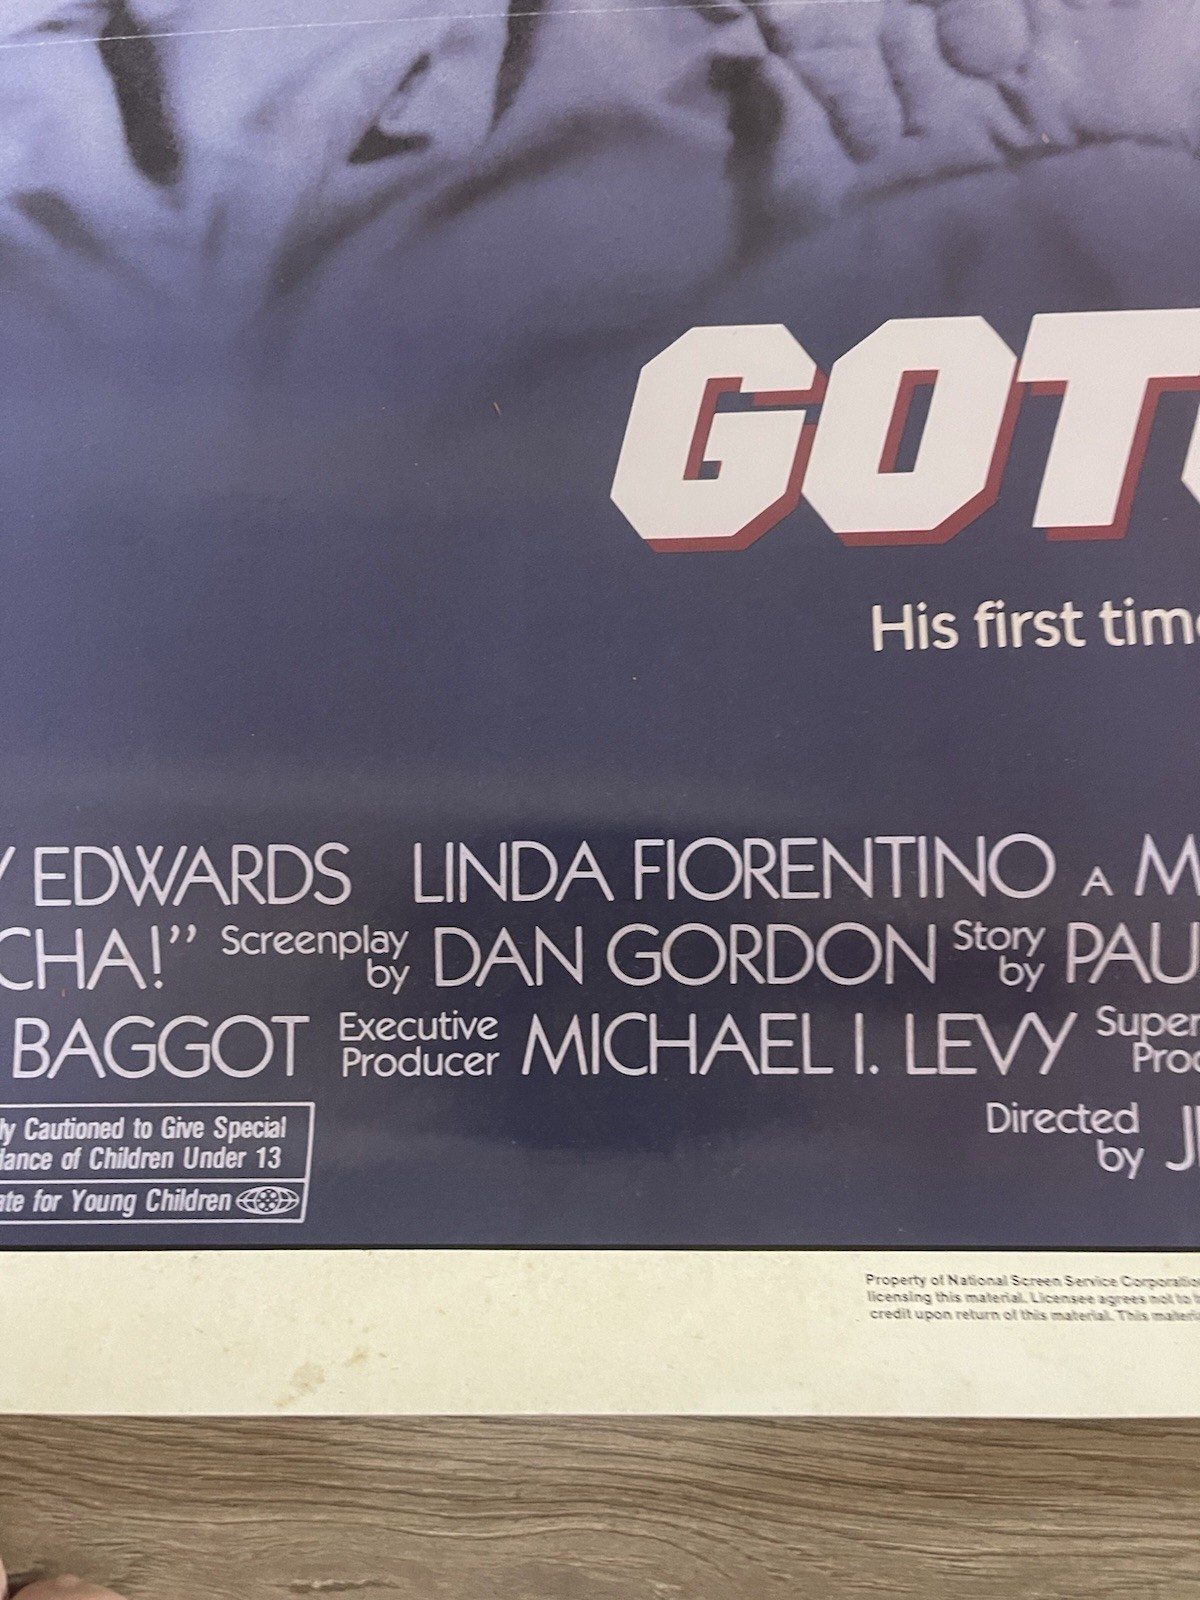 GOT
His first tim
Y EDWARDS LINDA FIORENTINO A M
CHA!” Screenplay by DAN GORDON Story by PAU
BAGGOT Executive Producer MICHAEL I. LEVY Super Proc
ly Cautioned to Give Special
lance of Children Under 13
ate for Young Children
Directed by J
Property of National Screen Service Corporation
licensing this material. Licensee agrees not to
credit upon return of this material. This materi